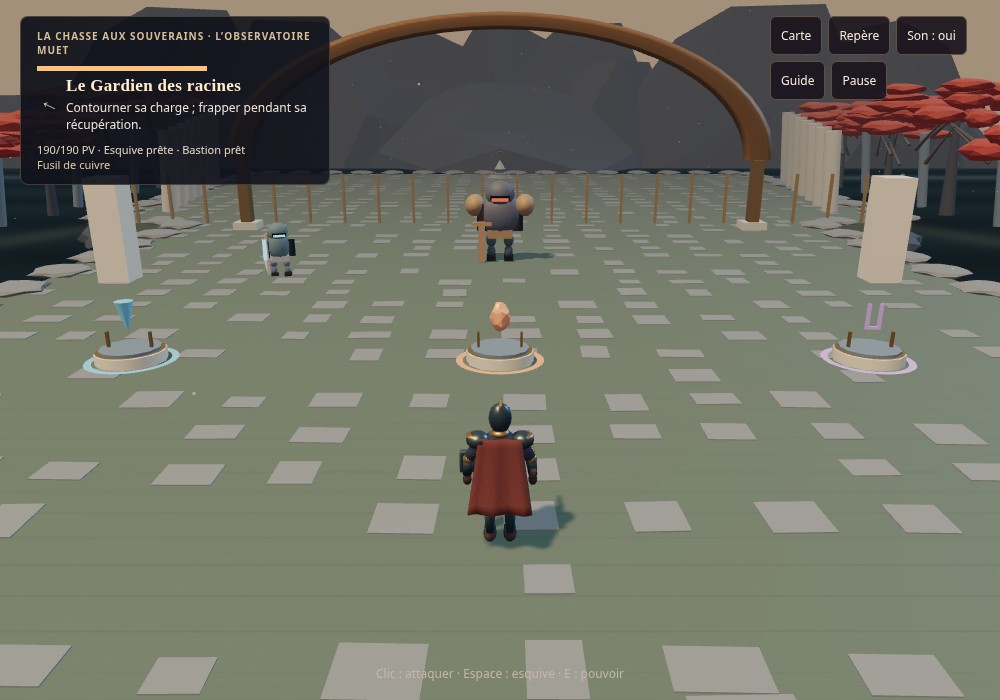 LA CHASSE AUX SOUVERAINS · L'OBSERVATOIRE
MUET
Le Gardien des racines
Contourner sa charge ; frapper pendant sa
récupération.
190/190 PV · Esquive prête · Bastion prêt
Fusil de cuivre
Carte
Repère
Son : oui
Guide
Pause
Clic : attaquer · Espace : esquive · E : pouvoir